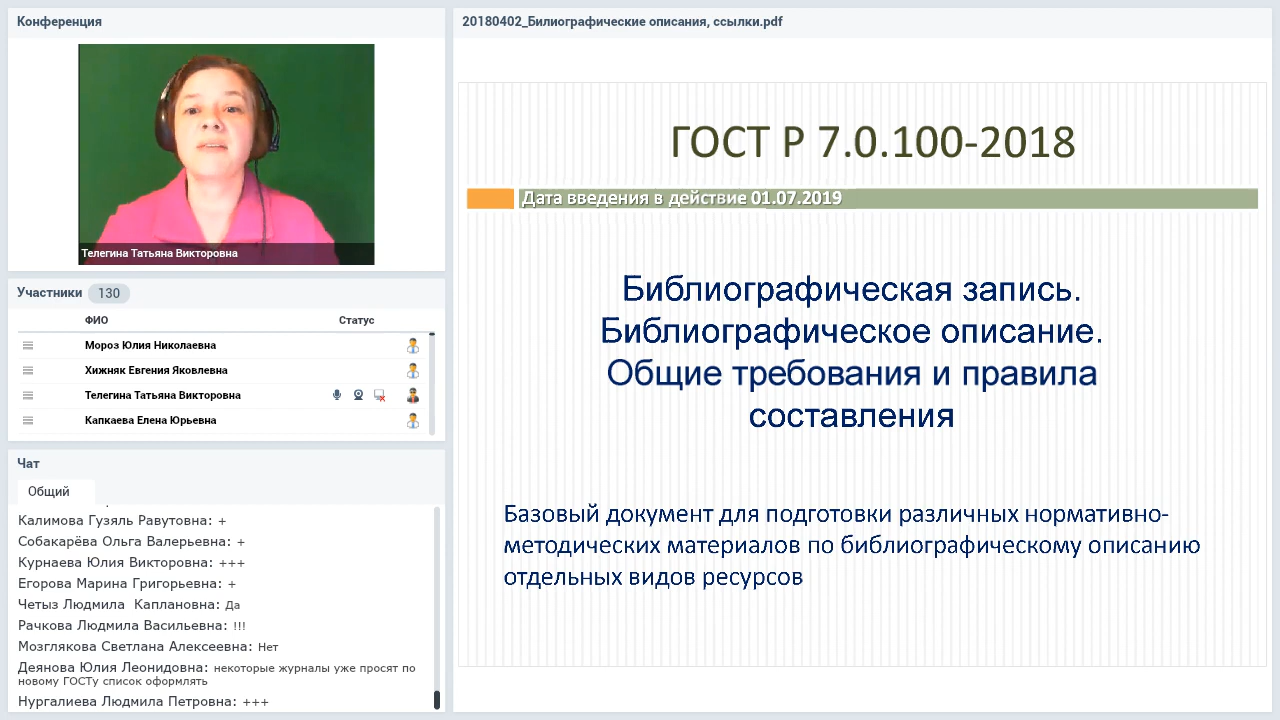 Конференция
Телегина Татьяна Викторовна
Участники 130
ФИО Статус
Мороз Юлия Николаевна
Хижняк Евгения Яковлевна
Телегина Татьяна Викторовна
Капкаева Елена Юрьевна
Чат
Общий
Калимова Гузяль Равутовна: +
Собакарёва Ольга Валерьевна: +
Курнаева Юлия Викторовна: +++
Егорова Марина Григорьевна: +
Четыз Людмила Каплановна: Да
Рачкова Людмила Васильевна: !!!
Мозглякова Светлана Алексеевна: Нет
Деянова Юлия Леонидовна: некоторые журналы уже просят по
новому ГОСТу список оформлять
Нургалиева Людмила Петровна: +++
20180402_Билиографические описания, ссылки.pdf
ГОСТ Р 7.0.100-2018
Дата введения в действие 01.07.2019
Библиографическая запись.
Библиографическое описание.
Общие требования и правила
составления
Базовый документ для подготовки различных нормативно-
методических материалов по библиографическому описанию
отдельных видов ресурсов